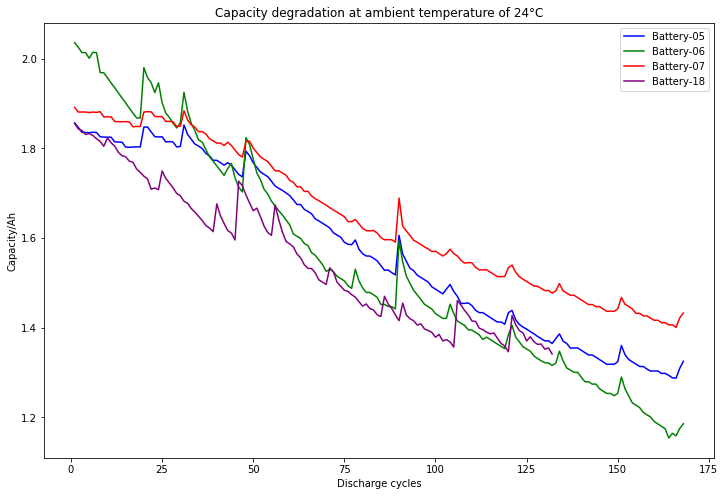 Capacity degradation at ambient temperature of 24°C
Battery-05
Battery-06
Battery-07
Battery-18
Capacity/Ah
2.0
1.8
1.6
1.4
1.2
0
25
50
75
100
125
150
175
Discharge cycles